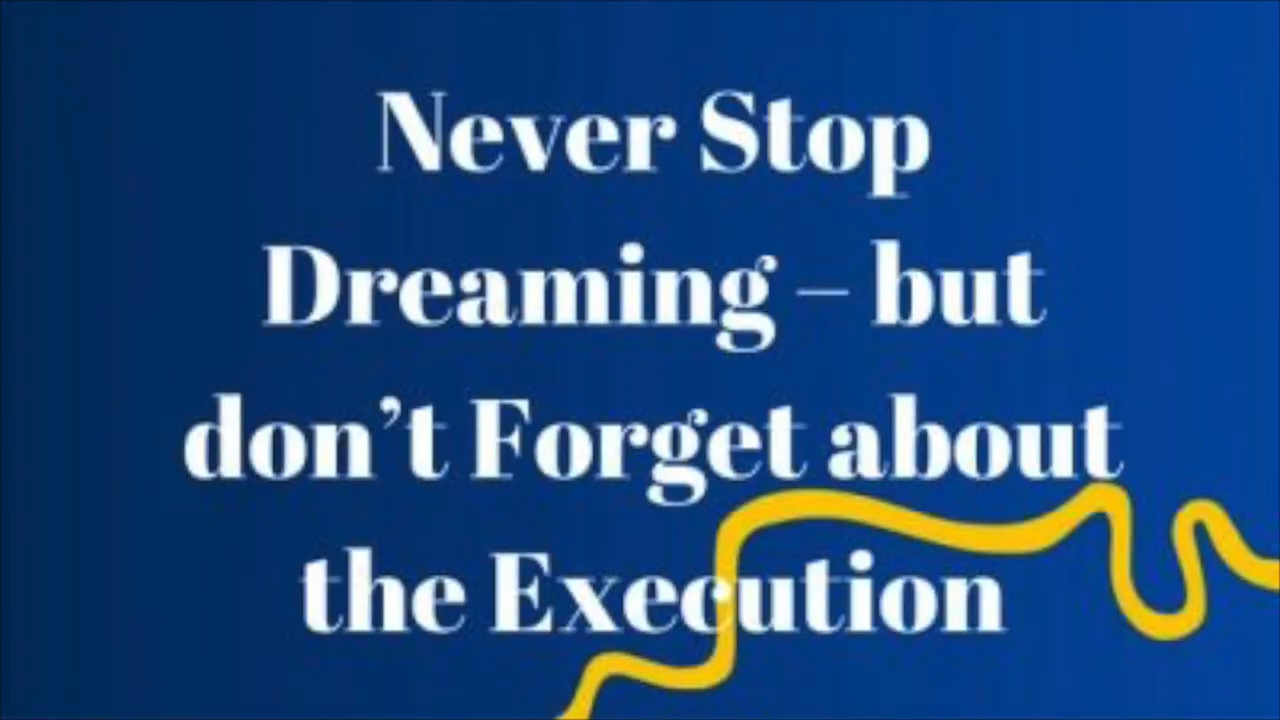 Never Stop
Dreaming – but
don’t Forget about
the Execution